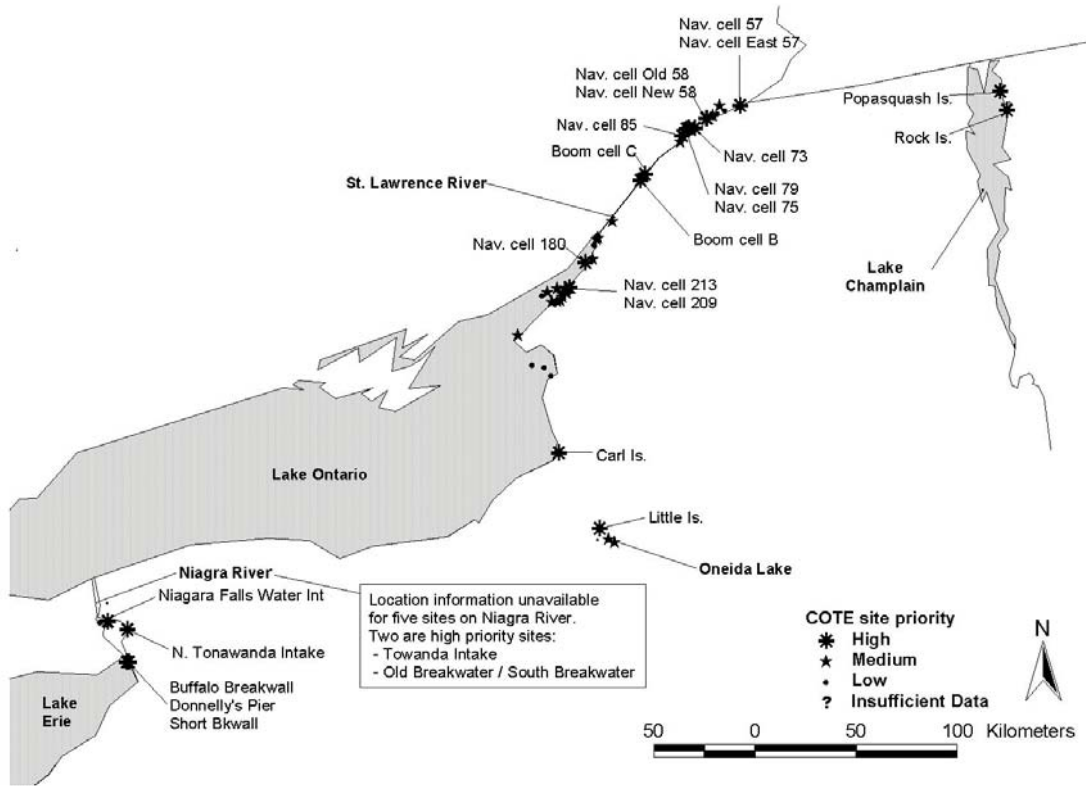 Nav. cell 57
Nav. cell East 57
Nav. cell Old 58
Nav. cell New 58
Nav. cell 85
Boom cell C
St. Lawrence River
Nav. cell 180
Popasquash Is.
Rock Is.
Nav. cell 73
Nav. cell 79
Nav. cell 75
Boom cell B
Lake
Champlain
Nav. cell 213
Nav. cell 209
Carl Is.
Lake Ontario
Little Is.
Oneida Lake
Niagra River
Niagara Falls Water Int
N. Tonawanda Intake
Buffalo Breakwall
Donnelly's Pier
Short Bkwall
Lake
Erie
Location information unavailable
for five sites on Niagra River.
Two are high priority sites:
- Towanda Intake
- Old Breakwater / South Breakwater
COTE site priority
High
Medium
Low
? Insufficient Data
N
50 0 50 100 Kilometers